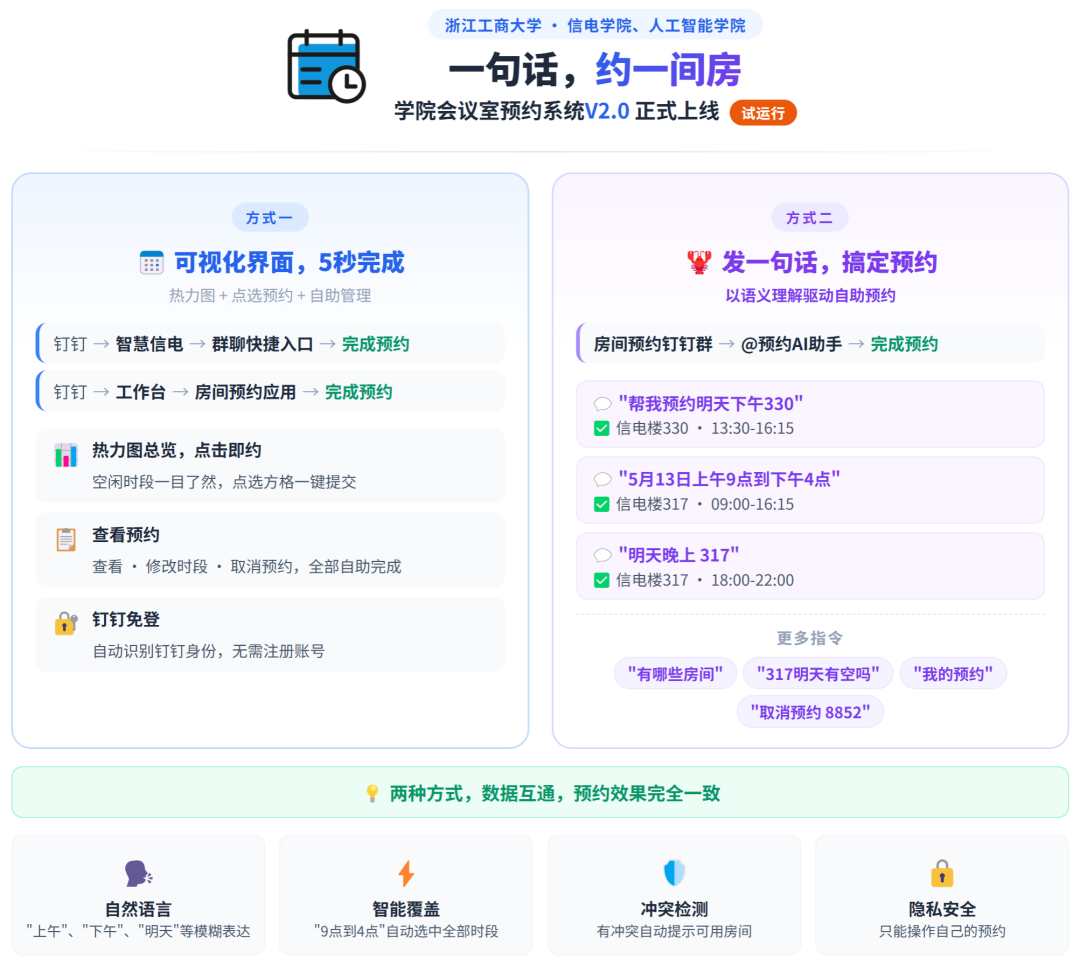 浙江工商大学 · 信电学院、人工智能学院
一句话，约一间房
学院会议室预约系统V2.0 正式上线 试运行
方式一
可视化界面，5秒完成
热力图 + 点选预约 + 自助管理
钉钉 → 智慧信电 → 群聊快捷入口 → 完成预约
钉钉 → 工作台 → 房间预约应用 → 完成预约
热力图总览，点击即约
空闲时段一目了然，点选方格一键提交
查看预约
查看 · 修改时段 · 取消预约，全部自助完成
钉钉免登
自动识别钉钉身份，无需注册账号
方式二
发一句话，搞定预约
以语义理解驱动自助预约
房间预约钉钉群 → @预约AI助手 → 完成预约
"帮我预约明天下午330"
信电楼330 · 13:30-16:15
"5月13日上午9点到下午4点"
信电楼317 · 09:00-16:15
"明天晚上 317"
信电楼317 · 18:00-22:00
更多指令
"有哪些房间" "317明天有空吗" "我的预约"
"取消预约 8852"
两种方式，数据互通，预约效果完全一致
自然语言
"上午"、"下午"、"明天"等模糊表达
智能覆盖
"9点到4点"自动选中全部时段
冲突检测
有冲突自动提示可用房间
隐私安全
只能操作自己的预约